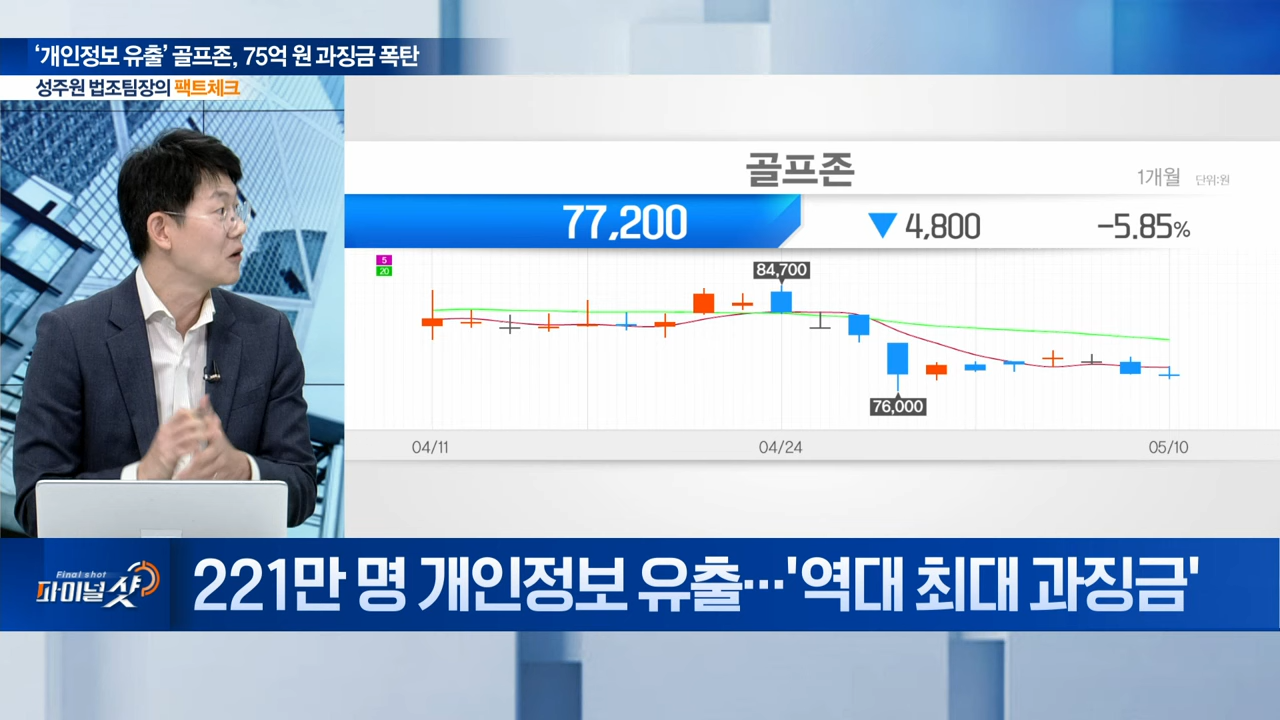 ‘개인정보 유출’ 골프존, 75억 원 과징금 폭탄
성주원 법조팀장의 팩트체크
골프존
1개월 단위:원
77,200 ▼ 4,800 -5.85%
5
20
84,700
76,000
04/11 04/24 05/10
Final shot
파이널샷
221만 명 개인정보 유출…'역대 최대 과징금'